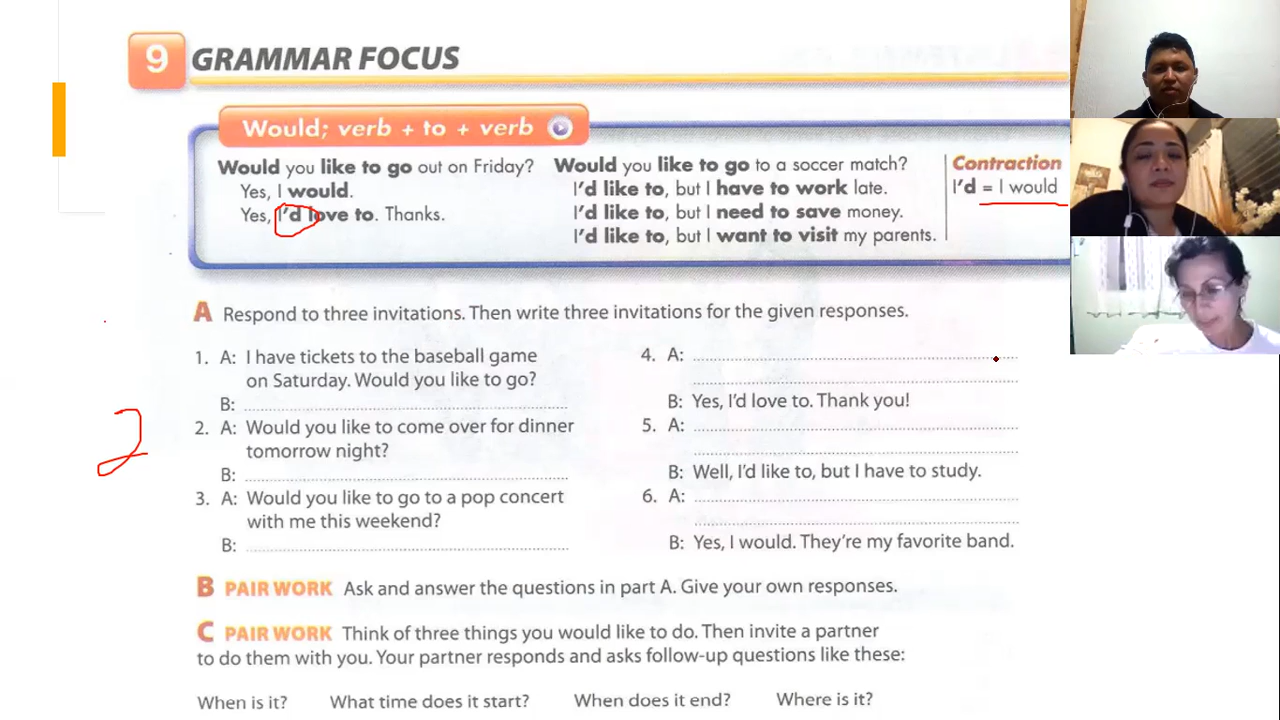 9 GRAMMAR FOCUS
Would; verb + to + verb
Would you like to go out on Friday?
Yes, I would.
Yes, I'd love to. Thanks.
Would you like to go to a soccer match?
I'd like to, but I have to work late.
I'd like to, but I need to save money.
I'd like to, but I want to visit my parents.
Contraction
I'd = I would
A Respond to three invitations. Then write three invitations for the given responses.
1. A: I have tickets to the baseball game
on Saturday. Would you like to go?
B:
2. A: Would you like to come over for dinner
tomorrow night?
B:
3. A: Would you like to go to a pop concert
with me this weekend?
B:
4. A:
B: Yes, I'd love to. Thank you!
5. A:
B: Well, I'd like to, but I have to study.
6. A:
B: Yes, I would. They're my favorite band.
2
B PAIR WORK Ask and answer the questions in part A. Give your own responses.
C PAIR WORK Think of three things you would like to do. Then invite a partner
to do them with you. Your partner responds and asks follow-up questions like these:
When is it? What time does it start? When does it end? Where is it?